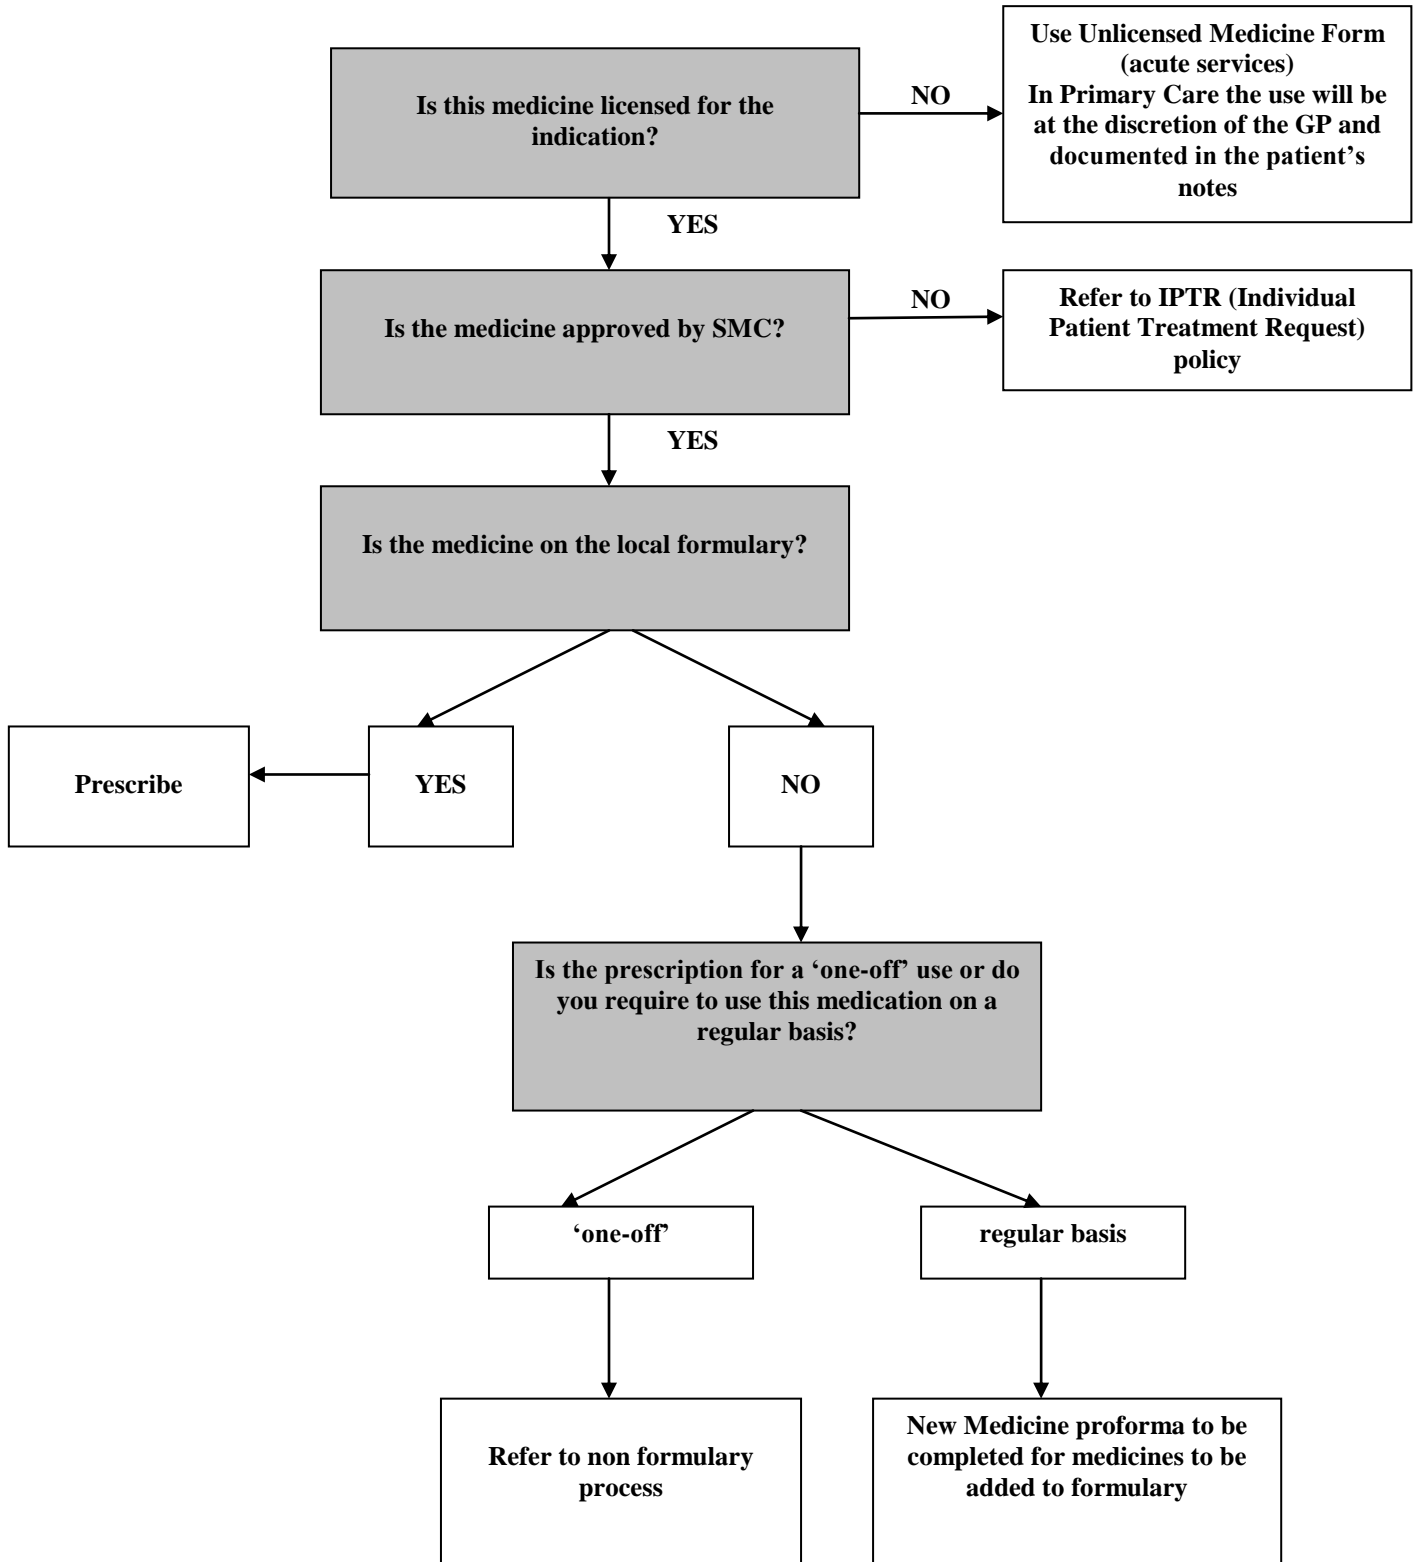 Is this medicine licensed for the
indication?
NO
Use Unlicensed Medicine Form
(acute services)
In Primary Care the use will be
at the discretion of the GP and
documented in the patient’s
notes
YES
Is the medicine approved by SMC?
NO
Refer to IPTR (Individual
Patient Treatment Request)
policy
YES
Is the medicine on the local formulary?
Prescribe
YES
NO
Is the prescription for a ‘one-off’ use or do
you require to use this medication on a
regular basis?
‘one-off’
regular basis
Refer to non formulary
process
New Medicine proforma to be
completed for medicines to be
added to formulary